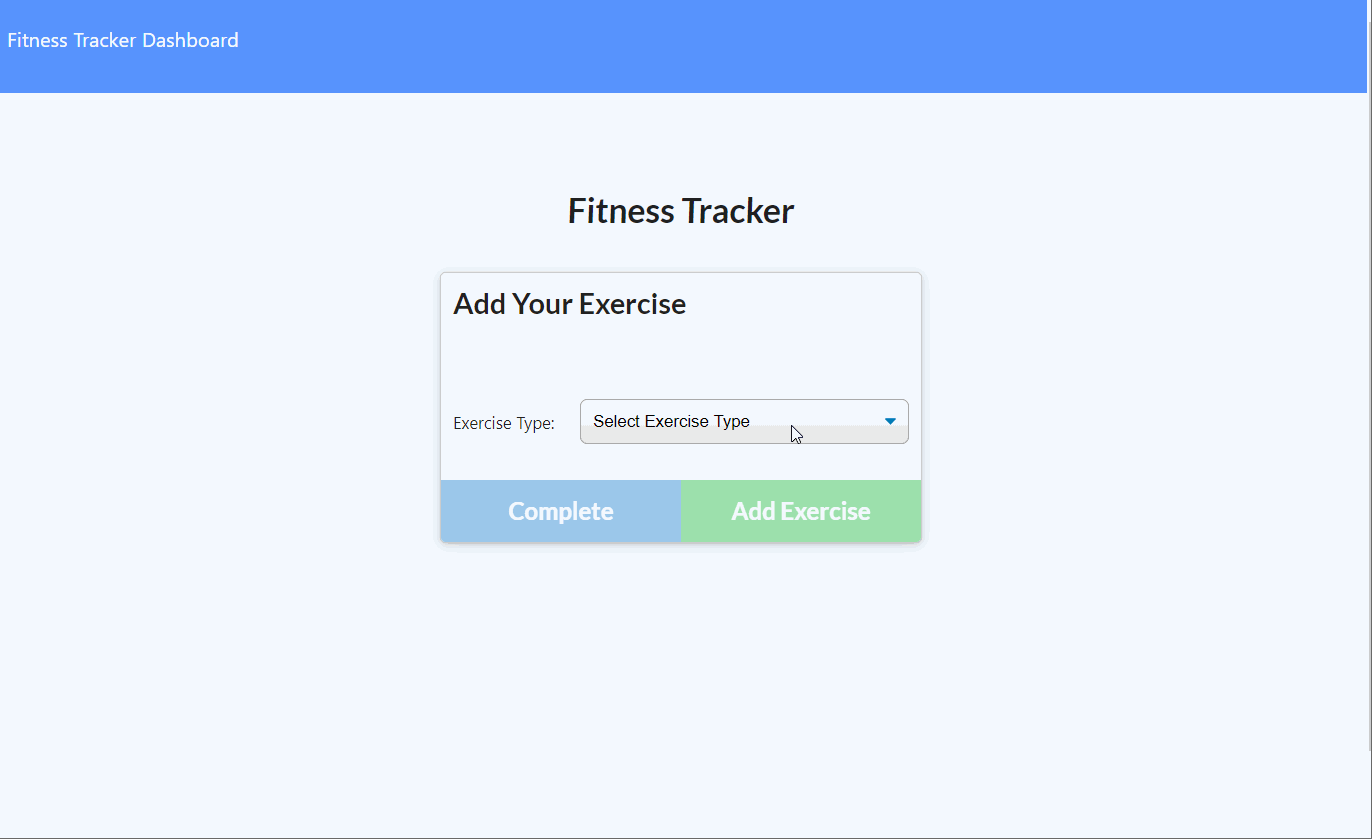 Fitness Tracker Dashboard
Fitness Tracker
Add Your Exercise
Exercise Type: Select Exercise Type
Complete Add Exercise